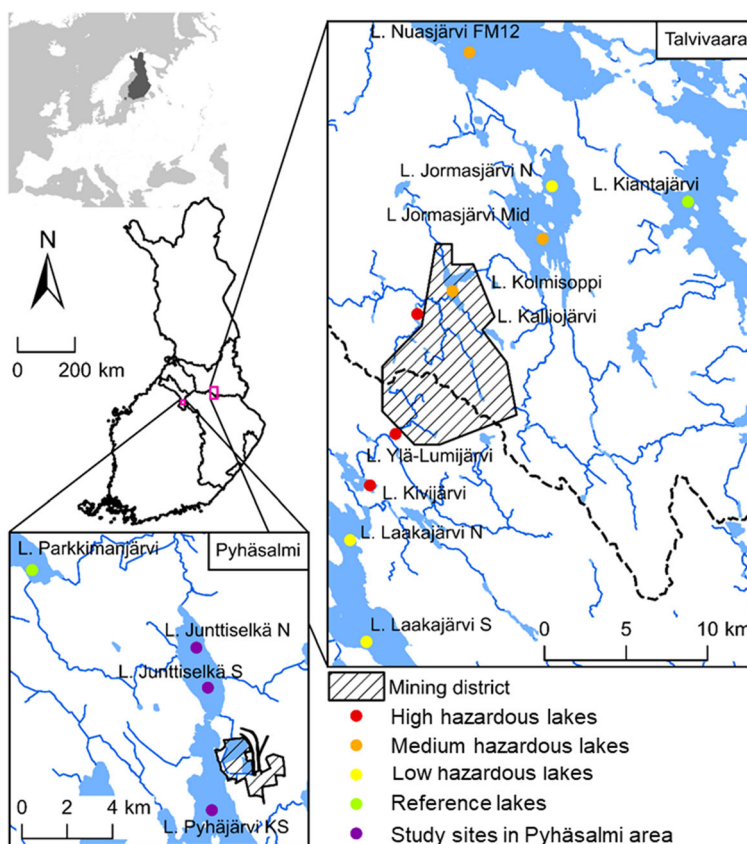 L. Nuasjärvi FM12
Talvivaara
L. Jormasjärvi N
L. Kiantajärvi
L Jormasjärvi Mid
L. Kolmisoppi
L. Kalliojärvi
L. Ylä-Lumijärvi
L. Kivijärvi
L. Laakajärvi N
L. Laakajärvi S
0 5 10 km
N
0 200 km
L. Parkkimanjärvi
Pyhäsalmi
L. Junttiselkä N
L. Junttiselkä S
0 2 4 km
L. Pyhäjärvi KS
Mining district
High hazardous lakes
Medium hazardous lakes
Low hazardous lakes
Reference lakes
Study sites in Pyhäsalmi area